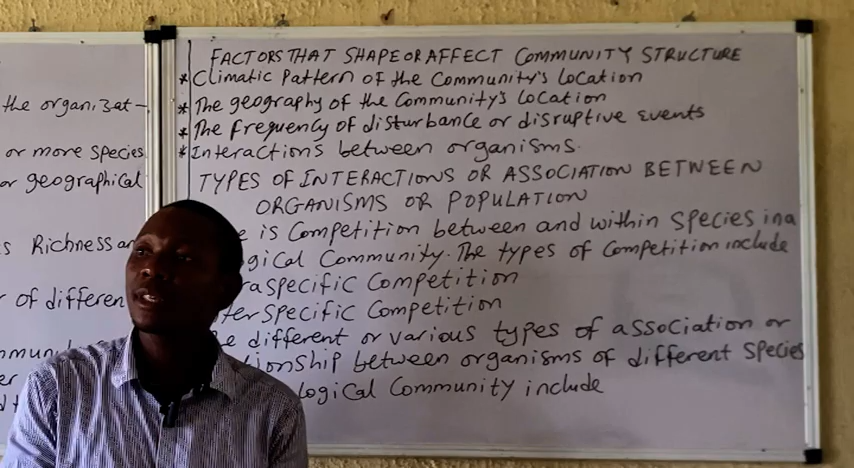 the organizat-
or more species
or geographical
s Richness an
of differen
mmun
er
FACTORS THAT SHAPE OR AFFECT COMMUNITY STRUCTURE
* Climatic Pattern of the Community's Location
* The geography of the Community's Location
* The frequency of disturbance or disruptive events
* Interactions between organisms.
TYPES OF INTERACTIONS OR ASSOCIATION BETWEEN
ORGANISMS OR POPULATION
e is Competition between and within species in a
gical Community. The types of Competition include
raspecific Competition
ter specific Competition
e different or various types of association or
tionship between organisms of different species
logical Community include